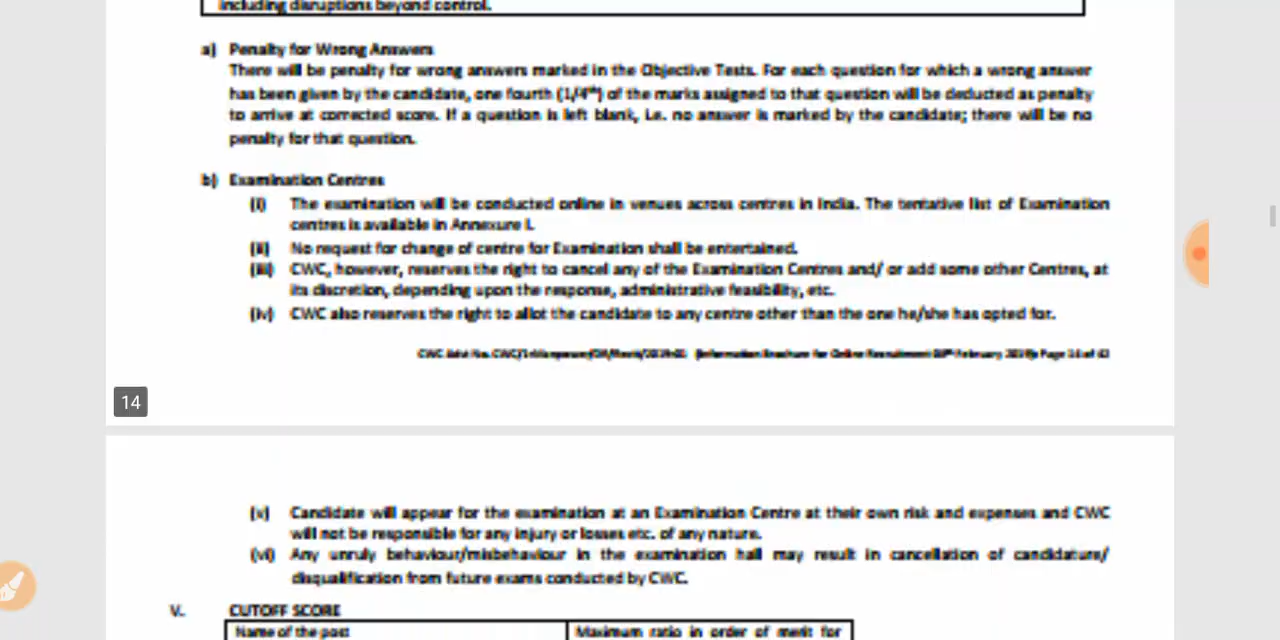 including disruptions beyond control.
a) Penalty for Wrong Answers
There will be penalty for wrong answers marked in the Objective Tests. For each question for which a wrong answer
has been given by the candidate, one fourth (1/4th) of the marks assigned to that question will be deducted as penalty
to arrive at corrected score. If a question is left blank, i.e. no answer is marked by the candidate; there will be no
penalty for that question.
b) Examination Centres
(i) The examination will be conducted online in venues across centres in India. The tentative list of Examination
centres is available in Annexure I.
(ii) No request for change of centre for Examination shall be entertained.
(iii) CWC, however, reserves the right to cancel any of the Examination Centres and/ or add some other Centres, at
its discretion, depending upon the response, administrative feasibility, etc.
(iv) CWC also reserves the right to allot the candidate to any centre other than the one he/she has opted for.
(Information Brochure for Online Recruitment February Page of
14
(v) Candidate will appear for the examination at an Examination Centre at their own risk and expenses and CWC
will not be responsible for any injury or losses etc. of any nature.
(vi) Any unruly behaviour/misbehaviour in the examination hall may result in cancellation of candidature/
disqualification from future exams conducted by CWC.
V. CUTOFF SCORE
Name of the post Maximum ratio in order of merit for